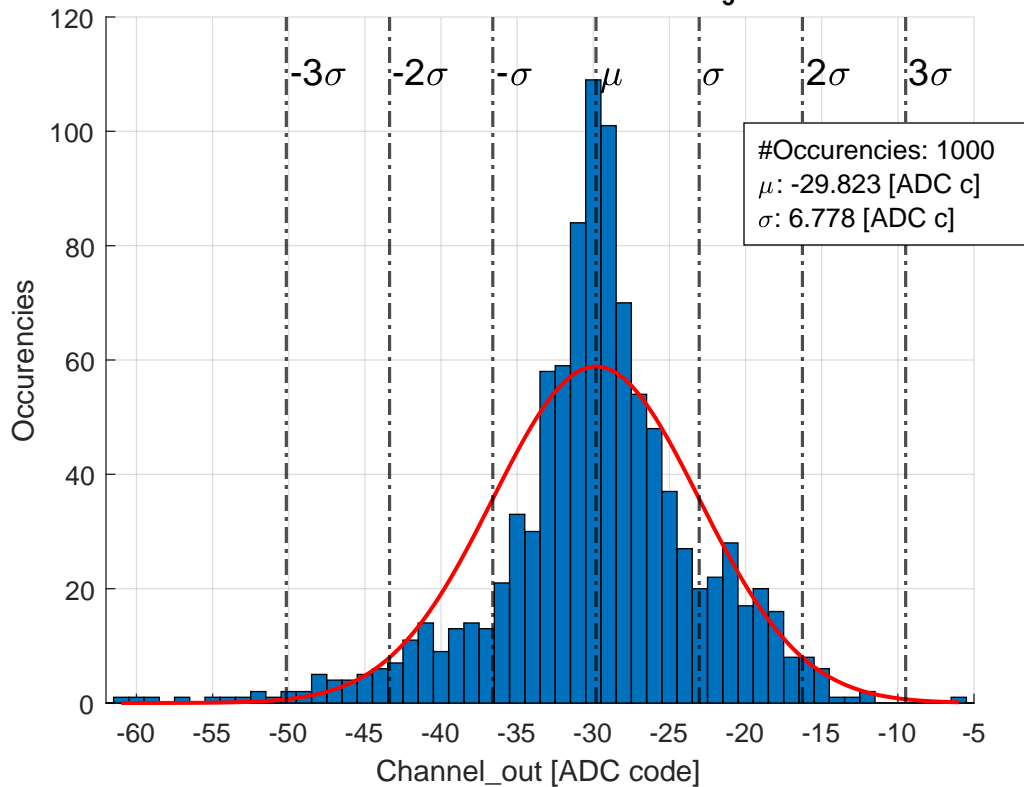 g
120
100
80
60
40
20
0
-3σ
-2σ
-σ
μ
σ
2σ
3σ
#Occurencies: 1000
μ: -29.823 [ADC c]
σ: 6.778 [ADC c]
Occurencies
-60
-55
-50
-45
-40
-35
-30
-25
-20
-15
-10
-5
Channel_out [ADC code]